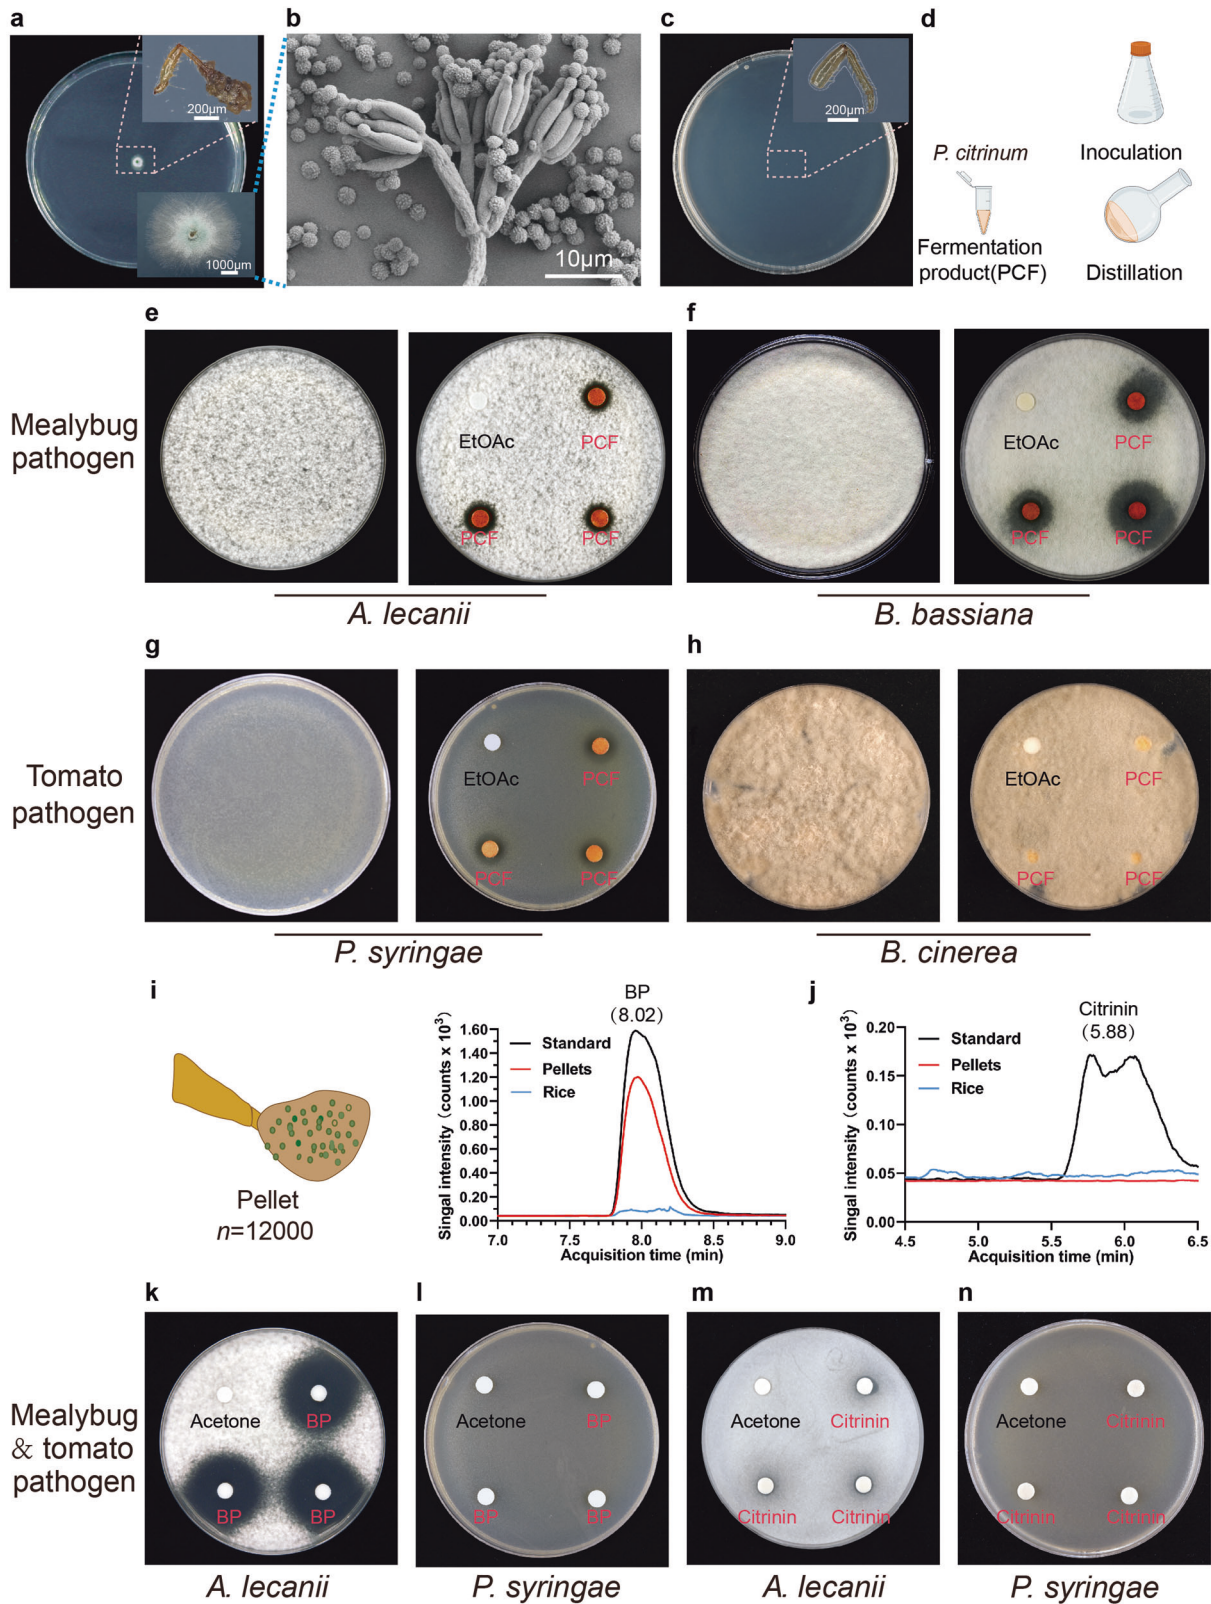 a
b
c
d
200µm
1000µm
10µm
200µm
P. citrinum
Inoculation
Fermentation
product(PCF)
Distillation
e
f
Mealybug
pathogen
EtOAc
PCF
PCF
PCF
EtOAc
PCF
PCF
PCF
A. lecanii
B. bassiana
g
h
Tomato
pathogen
EtOAc
PCF
PCF
PCF
EtOAc
PCF
PCF
PCF
P. syringae
B. cinerea
i
Pellet
n=12000
BP
(8.02)
Singal intensity (counts x 10³)
1.60
1.40
1.20
1.00
0.80
0.60
0.40
0.20
0.00
Standard
Pellets
Rice
7.0
7.5
8.0
8.5
9.0
Acquisition time (min)
j
Citrinin
(5.88)
Singal intensity (counts x 10³)
0.20
0.15
0.10
0.05
0.00
Standard
Pellets
Rice
4.5
5.0
5.5
6.0
6.5
Acquisition time (min)
k
l
m
n
Mealybug
& tomato
pathogen
Acetone
BP
BP
BP
Acetone
BP
BP
BP
Acetone
Citrinin
Citrinin
Citrinin
Acetone
Citrinin
Citrinin
Citrinin
A. lecanii
P. syringae
A. lecanii
P. syringae